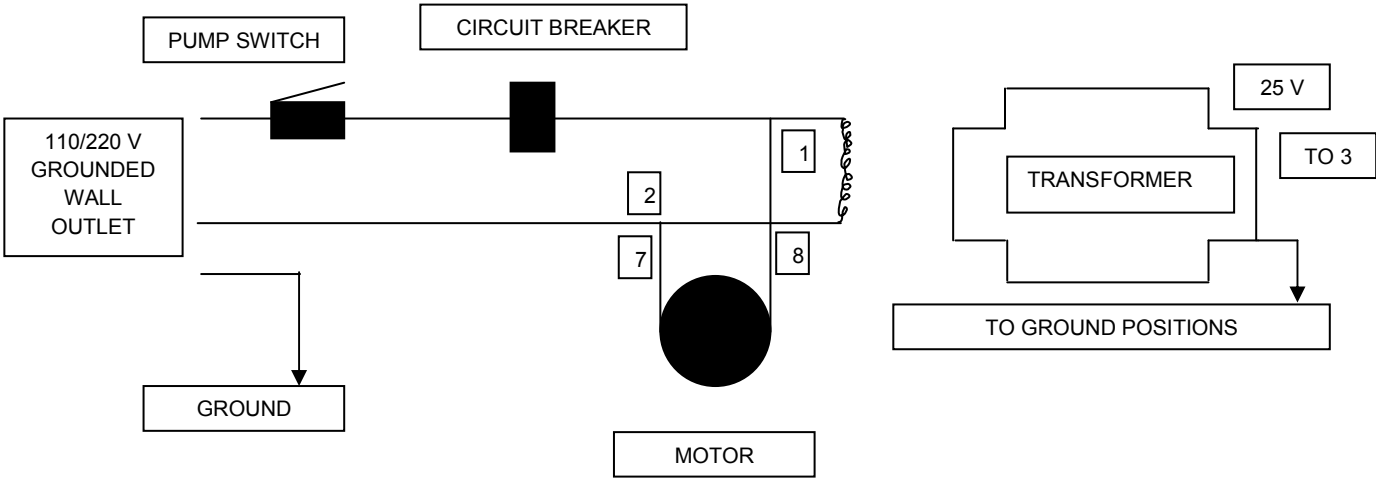 PUMP SWITCH
CIRCUIT BREAKER
25 V
110/220 V
GROUNDED
WALL
OUTLET
1
TO 3
TRANSFORMER
2
7
8
TO GROUND POSITIONS
GROUND
MOTOR